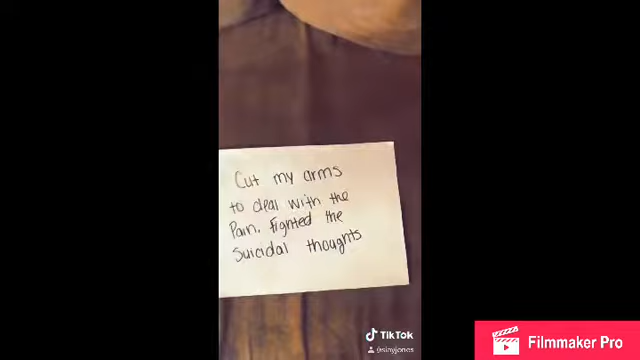 Cut my arms
to deal with the
Pain. fighted the
Suicidal thoughts
TikTok
Filmmaker Pro